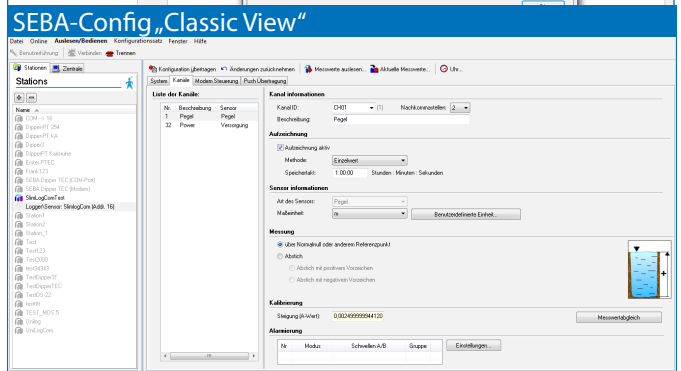 SEBA-Config „Classic View“
Datei Online Auslesen/Bedienen Konfigurationssatz Fenster Hilfe
Benutzerführung Verbinden Trennen
Stationen Zentrale
Konfiguration übertragen Änderungen zurücknehmen Messwerte auslesen... Aktuelle Messwerte... Uhr...
System Kanäle Modem Steuerung Push Übertragung
Stations
Name
COM -> 16
DipperPT 254
DipperPT KA
Dipper3
DipperPT Karlsruhe
Erster PTEC
Frank123
SEBA Dipper TEC (COM-Port)
SEBA Dipper TEC (Modem)
SlimLogComTest
Logger\Sensor: SlimlogCom (Addr. 16)
Station1
Station2
Station_1
Test
Test123
Test2000
test34343
TestDipper3T
TestDipperTEC
TestDS-22
testtttt
TEST_MDS 5
Unilog
UniLogCom
Liste der Kanäle:
Nr. Beschreibung Sensor
1 Pegel Pegel
32 Power Versorgung
Kanal informationen
Kanal ID: CH01 (1) Nachkommastellen: 2
Beschreibung: Pegel
Aufzeichnung
Aufzeichnung aktiv
Methode: Einzelwert
Speichertakt: 1:00:00 Stunden : Minuten : Sekunden
Sensor informationen
Art des Sensors: Pegel
Maßeinheit: m Benutzerdefinierte Einheit...
Messung
über Normalnull oder anderem Referenzpunkt
Abstich
Abstich mit positivem Vorzeichen
Abstich mit negativem Vorzeichen
+
Kalibrierung
Steigung (A-Wert): 0,002499999944120 Messwertabgleich
Alarmierung
Nr Modus Schwellen A/B Gruppe Einstellungen...